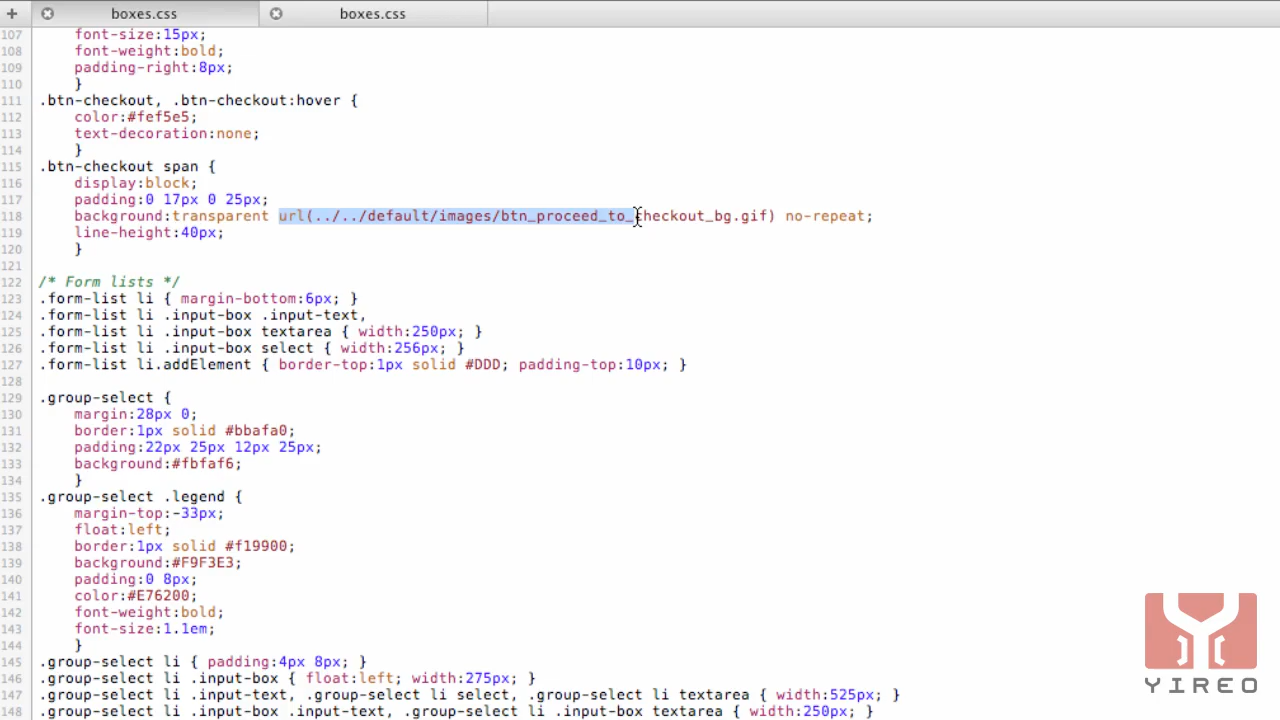 + boxes.css boxes.css
107 font-size:15px;
108 font-weight:bold;
109 padding-right:8px;
110 }
111 .btn-checkout, .btn-checkout:hover {
112 color:#fef5e5;
113 text-decoration:none;
114 }
115 .btn-checkout span {
116 display:block;
117 padding:0 17px 0 25px;
118 background:transparent url(../../default/images/btn_proceed_to_checkout_bg.gif) no-repeat;
119 line-height:40px;
120 }
121
122 /* Form lists */
123 .form-list li { margin-bottom:6px; }
124 .form-list li .input-box .input-text,
125 .form-list li .input-box textarea { width:250px; }
126 .form-list li .input-box select { width:256px; }
127 .form-list li.addElement { border-top:1px solid #DDD; padding-top:10px; }
128
129 .group-select {
130 margin:28px 0;
131 border:1px solid #bbafa0;
132 padding:22px 25px 12px 25px;
133 background:#fbfaf6;
134 }
135 .group-select .legend {
136 margin-top:-33px;
137 float:left;
138 border:1px solid #f19900;
139 background:#F9F3E3;
140 padding:0 8px;
141 color:#E76200;
142 font-weight:bold;
143 font-size:1.1em;
144 }
145 .group-select li { padding:4px 8px; }
146 .group-select li .input-box { float:left; width:275px; }
147 .group-select li .input-text, .group-select li select, .group-select li textarea { width:525px; }
148 .group-select li .input-box .input-text, .group-select li .input-box textarea { width:250px; }
YIREO